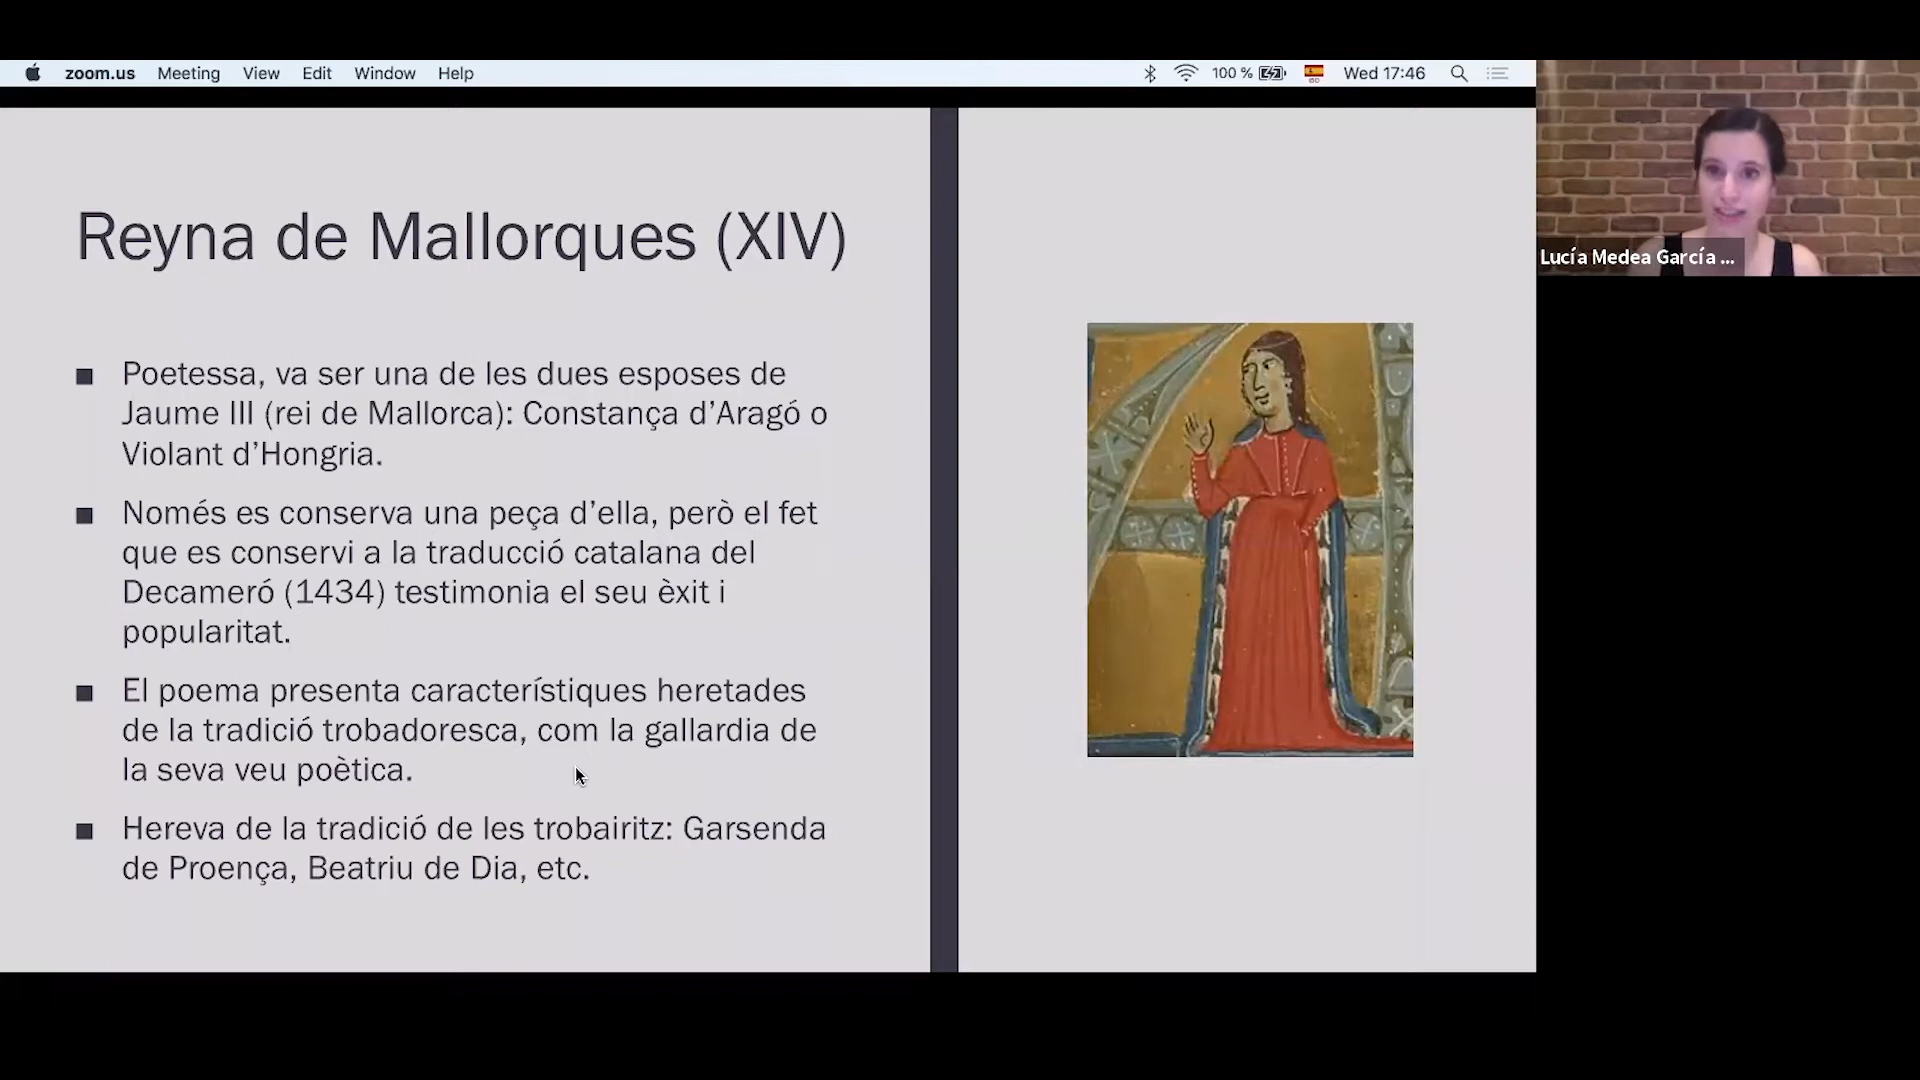 zoom.us Meeting View Edit Window Help
100 % Wed 17:46
Reyna de Mallorques (XIV)
Poetessa, va ser una de les dues esposes de
Jaume III (rei de Mallorca): Constança d’Aragó o
Violant d’Hongria.
Només es conserva una peça d’ella, però el fet
que es conservi a la traducció catalana del
Decameró (1434) testimonia el seu èxit i
popularitat.
El poema presenta característiques heretades
de la tradició trobadoresca, com la gallardia de
la seva veu poètica.
Hereva de la tradició de les trobairitz: Garsenda
de Proença, Beatriu de Dia, etc.
Lucía Medea García ...